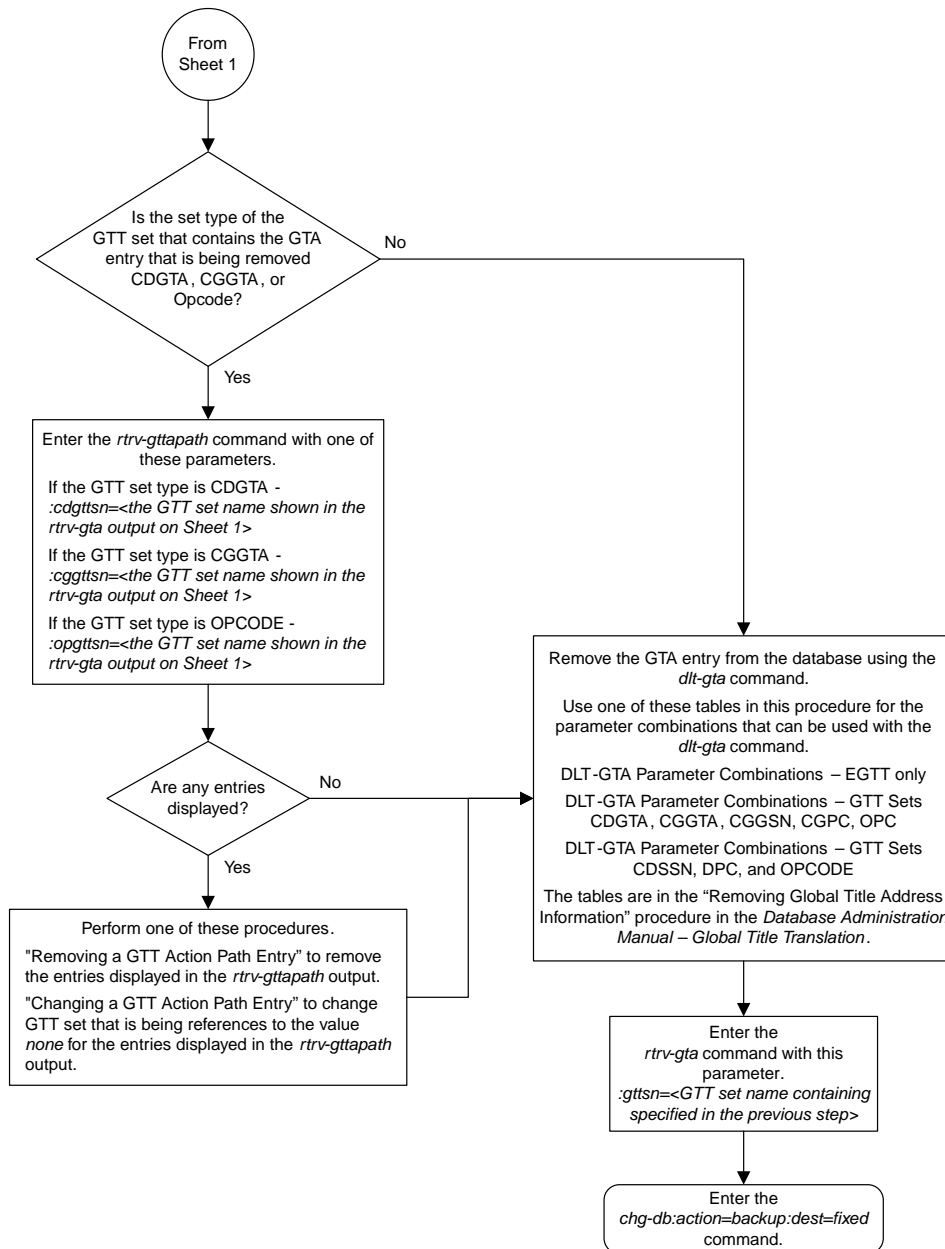 From
Sheet 1
Is the set type of the
GTT set that contains the GTA
entry that is being removed
CDGTA, CGGTA, or
Opcode?
No
Yes
Enter the rtrv-gttapath command with one of
these parameters.
If the GTT set type is CDGTA -
:cdgttsn=<the GTT set name shown in the
rtrv-gta output on Sheet 1>
If the GTT set type is CGGTA -
:cggttsn=<the GTT set name shown in the
rtrv-gta output on Sheet 1>
If the GTT set type is OPCODE -
:opgttsn=<the GTT set name shown in the
rtrv-gta output on Sheet 1>
Are any entries
displayed?
No
Yes
Perform one of these procedures.
"Removing a GTT Action Path Entry” to remove
the entries displayed in the rtrv-gttapath output.
"Changing a GTT Action Path Entry” to change
GTT set that is being references to the value
none for the entries displayed in the rtrv-gttapath
output.
Remove the GTA entry from the database using the
dlt-gta command.
Use one of these tables in this procedure for the
parameter combinations that can be used with the
dlt-gta command.
DLT-GTA Parameter Combinations – EGTT only
DLT-GTA Parameter Combinations – GTT Sets
CDGTA, CGGTA, CGGSN, CGPC, OPC
DLT-GTA Parameter Combinations – GTT Sets
CDSSN, DPC, and OPCODE
The tables are in the “Removing Global Title Address
Information” procedure in the Database Administration
Manual – Global Title Translation.
Enter the
rtrv-gta command with this
parameter.
:gttsn=<GTT set name containing
specified in the previous step>
Enter the
chg-db:action=backup:dest=fixed
command.